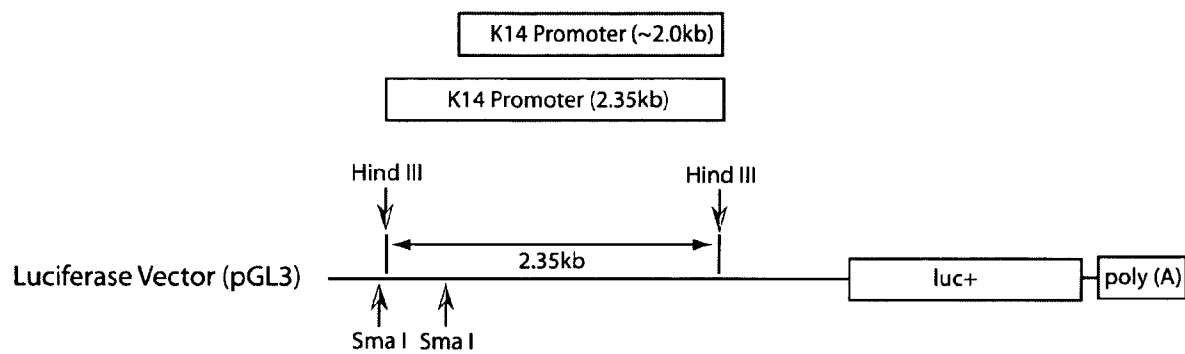 K14 Promoter (~2.0kb)
K14 Promoter (2.35kb)
Hind III
Hind III
2.35kb
Luciferase Vector (pGL3)
luc+
poly (A)
Sma I
Sma I